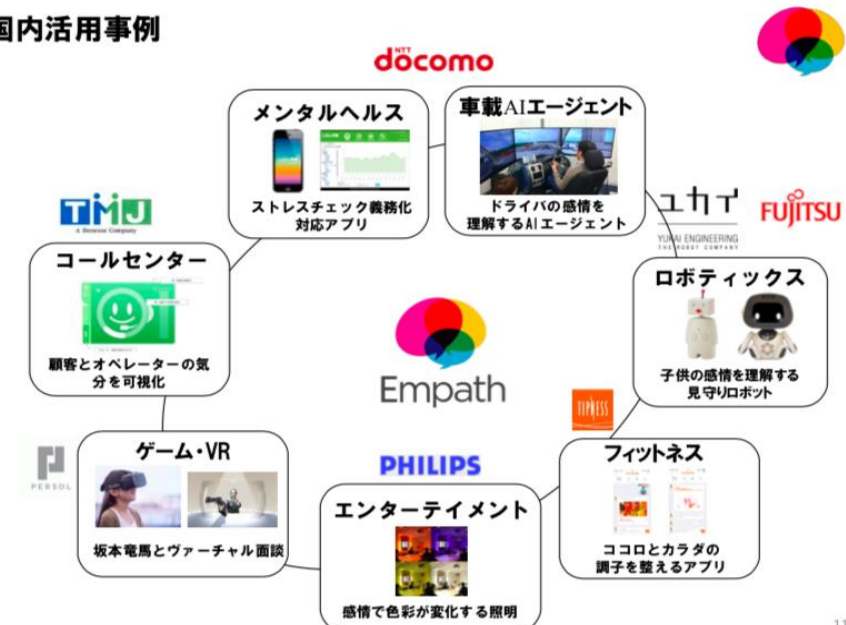 国内活用事例
NTT
döcomo
メンタルヘルス
ストレスチェック義務化
対応アプリ
車載AIエージェント
ドライバの感情を
理解するAIエージェント
TMJ
A Benesse Company
ユカイ
YUKAI ENGINEERING
THE ROBOT COMPANY
FUJITSU
コールセンター
顧客とオペレーターの気
分を可視化
ロボティックス
子供の感情を理解する
見守りロボット
Empath
TIPNESS
PERSOL
ゲーム・VR
坂本竜馬とヴァーチャル面談
PHILIPS
エンターテイメント
感情で色彩が変化する照明
フィットネス
ココロとカラダの
調子を整えるアプリ
11